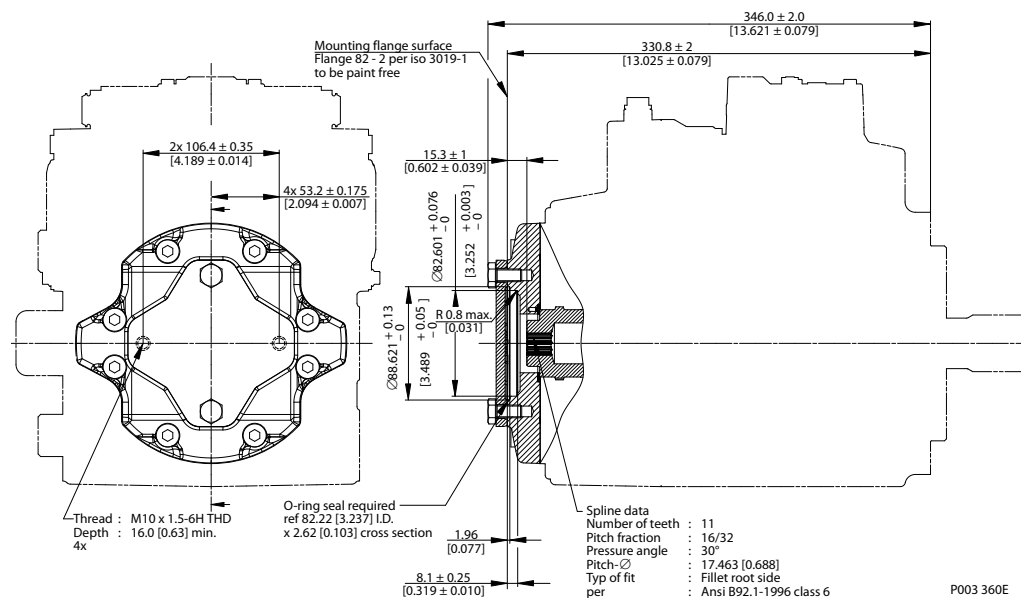 346.0 ± 2.0
[13.621 ± 0.079]
Mounting flange surface
Flange 82 - 2 per iso 3019-1
to be paint free
330.8 ± 2
[13.025 ± 0.079]
2x 106.4 ± 0.35
[4.189 ± 0.014]
15.3 ± 1
[0.602 ± 0.039]
4x 53.2 ± 0.175
[2.094 ± 0.007]
Ø82.601 + 0.076 - 0
[3.252 + 0.003 - 0]
R 0.8 max.
[0.031]
Ø88.621 + 0.13 - 0
[3.489 + 0.05 - 0]
Thread : M10 x 1.5-6H THD
Depth : 16.0 [0.63] min.
4x
O-ring seal required
ref 82.22 [3.237] I.D.
x 2.62 [0.103] cross section
1.96
[0.077]
8.1 ± 0.25
[0.319 ± 0.010]
Spline data
Number of teeth : 11
Pitch fraction : 16/32
Pressure angle : 30°
Pitch-Ø : 17.463 [0.688]
Typ of fit : Fillet root side
per : Ansi B92.1-1996 class 6
P003 360E